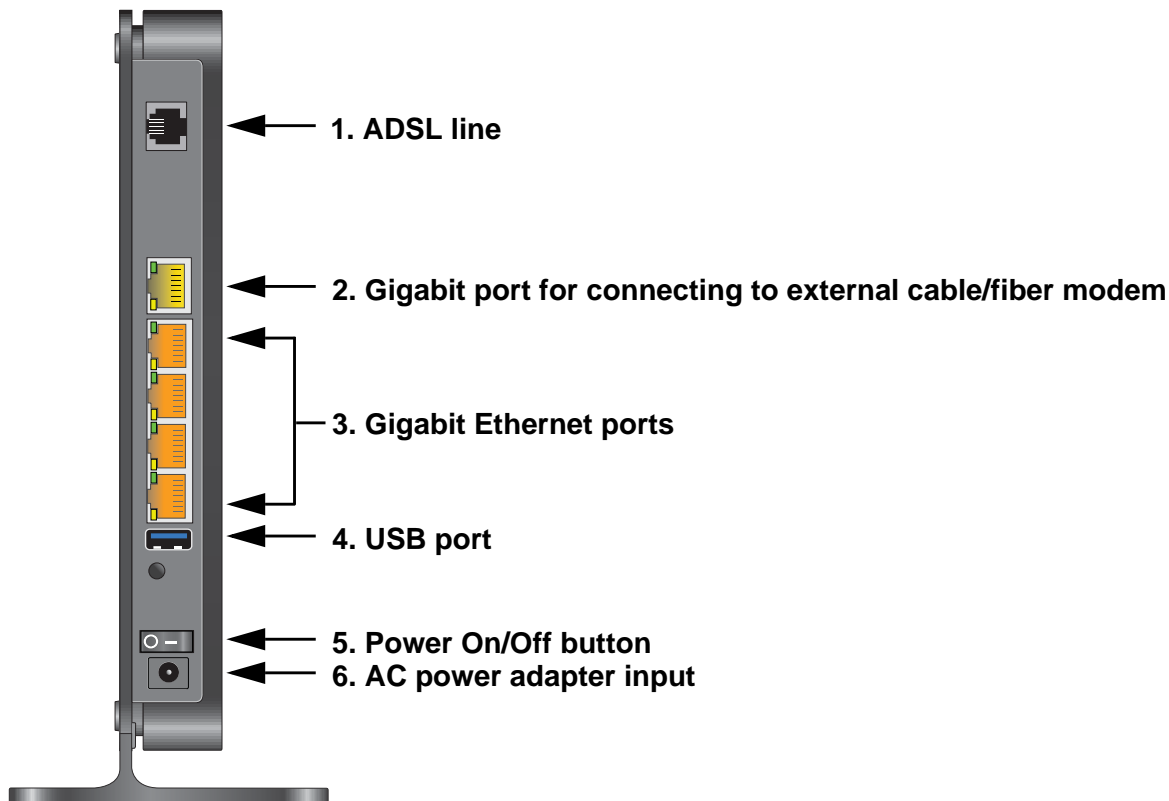 1. ADSL line
2. Gigabit port for connecting to external cable/fiber modem
3. Gigabit Ethernet ports
4. USB port
5. Power On/Off button
6. AC power adapter input